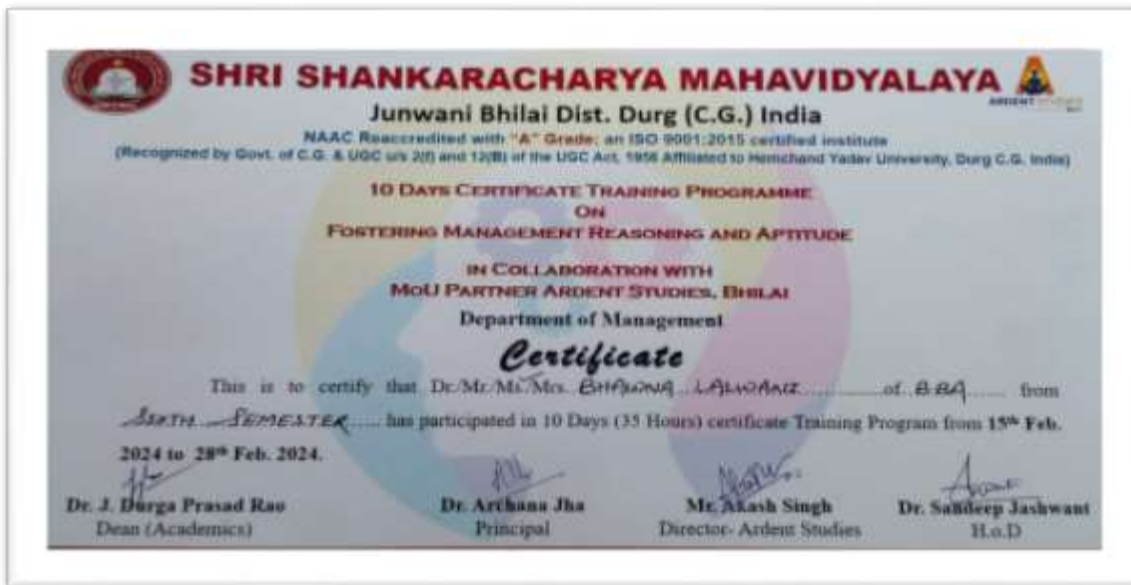 SHRI SHANKARACHARYA MAHAVIDYALAYA
ARDENT STUDIES
Junwani Bhilai Dist. Durg (C.G.) India
NAAC Reaccredited with "A" Grade; an ISO 9001:2015 certified institute
(Recognized by Govt. of C.G. & UGC u/s 2(f) and 12(B) of the UGC Act, 1956 Affiliated to Hemchand Yadav University, Durg C.G. India)
10 DAYS CERTIFICATE TRAINING PROGRAMME
ON
FOSTERING MANAGEMENT REASONING AND APTITUDE
IN COLLABORATION WITH
MOU PARTNER ARDENT STUDIES, BHILAI
Department of Management
Certificate
This is to certify that Dr./Mr./Ms./Mrs. BHAWNA LALWANI of BBA from
SIXTH SEMESTER has participated in 10 Days (35 Hours) certificate Training Program from 15th Feb.
2024 to 28th Feb. 2024.
Dr. J. Durga Prasad Rao Dr. Archana Jha Mr. Akash Singh Dr. Sandeep Jashwant
Dean (Academics) Principal Director- Ardent Studies H.o.D